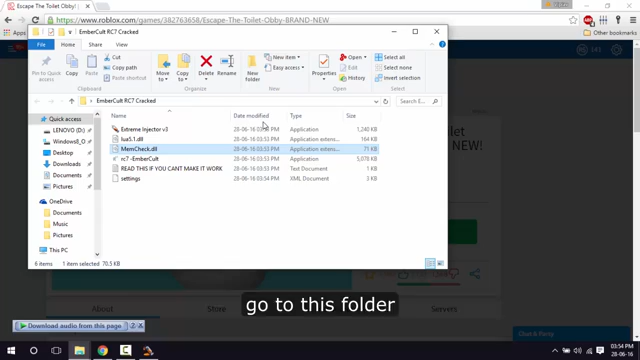 Escape The Toilet Obby
https://www.roblox.com/games/382763658/Escape-The-Toilet-Obby-BRAND-NEW
Other bookmarks
EmberCult RC7 Cracked
File
Home
Share
View
Pin to Quick access
Copy
Paste
Cut
Copy path
Paste shortcut
Move to
Copy to
Delete
Rename
New Folder
New item
Easy access
Properties
Open
Edit
History
Select all
Select none
Invert selection
EmberCult RC7 Cracked
Search E...
Name
Date modified
Type
Size
Extreme Injector v3 28-06-16 03:53 PM Application 1,240 KB
lua5.1.dll 28-06-16 03:53 PM Application extens... 164 KB
MemCheck.dll 28-06-16 03:53 PM Application extens... 71 KB
rc7 -EmberCult 28-06-16 03:53 PM Application 5,078 KB
READ THIS IF YOU CANT MAKE IT WORK 28-06-16 03:53 PM Text Document 1 KB
settings 28-06-16 03:54 PM XML Document 3 KB
Quick access
LENOVO (D:)
Windows8_O
Desktop
Downloads
Documents
Pictures
OneDrive
Documents
Music
Pictures
This PC
6 items
1 item selected 70.5 KB
About
Servers
go to this folder
Download audio from this page
Chat & Party
03:54 PM
28-06-16